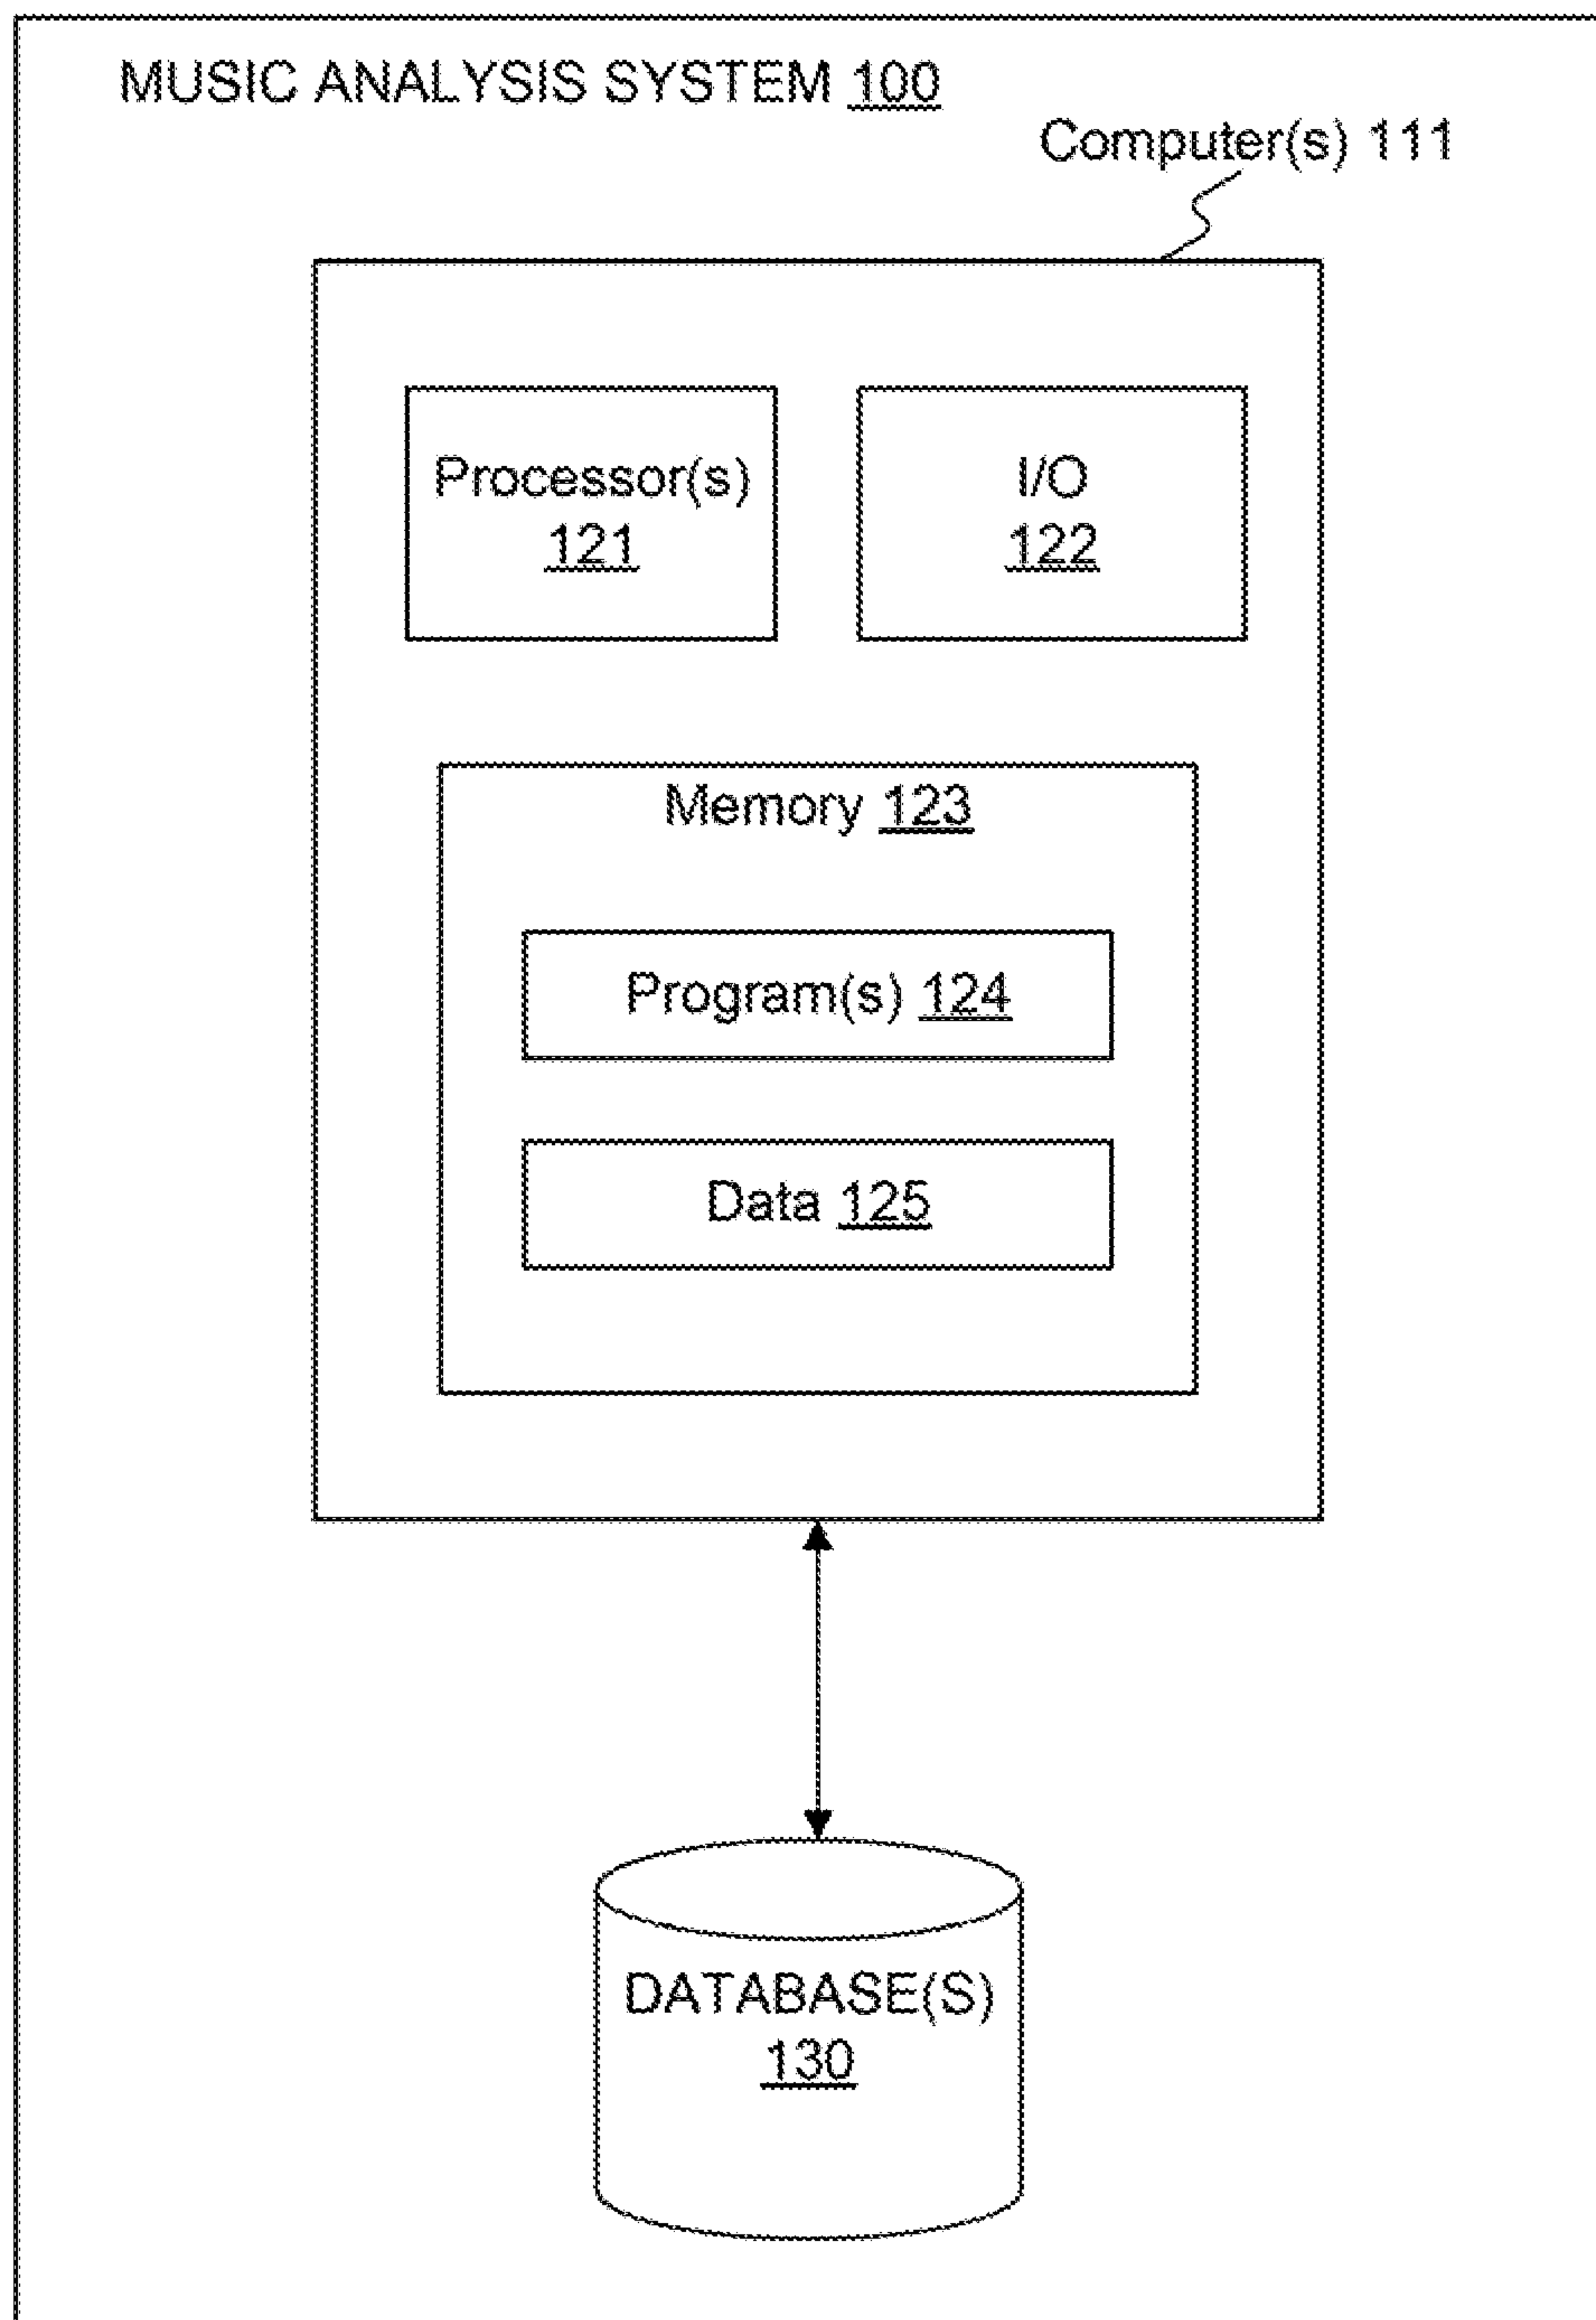 MUSIC ANALYSIS SYSTEM 100
Computer(s) 111
Processor(s)
121
I/O
122
Memory 123
Program(s) 124
Data 125
DATABASE(S)
130